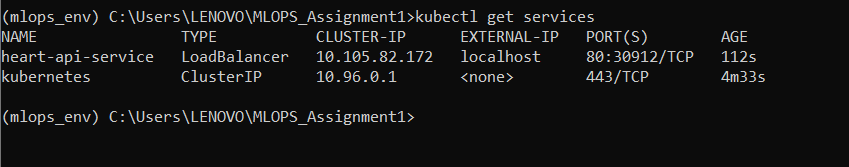 (mlops_env) C:\Users\LENOVO\MLOPS_Assignment1>kubectl get services
NAME TYPE CLUSTER-IP EXTERNAL-IP PORT(S) AGE
heart-api-service LoadBalancer 10.105.82.172 localhost 80:30912/TCP 112s
kubernetes ClusterIP 10.96.0.1 <none> 443/TCP 4m33s
(mlops_env) C:\Users\LENOVO\MLOPS_Assignment1>